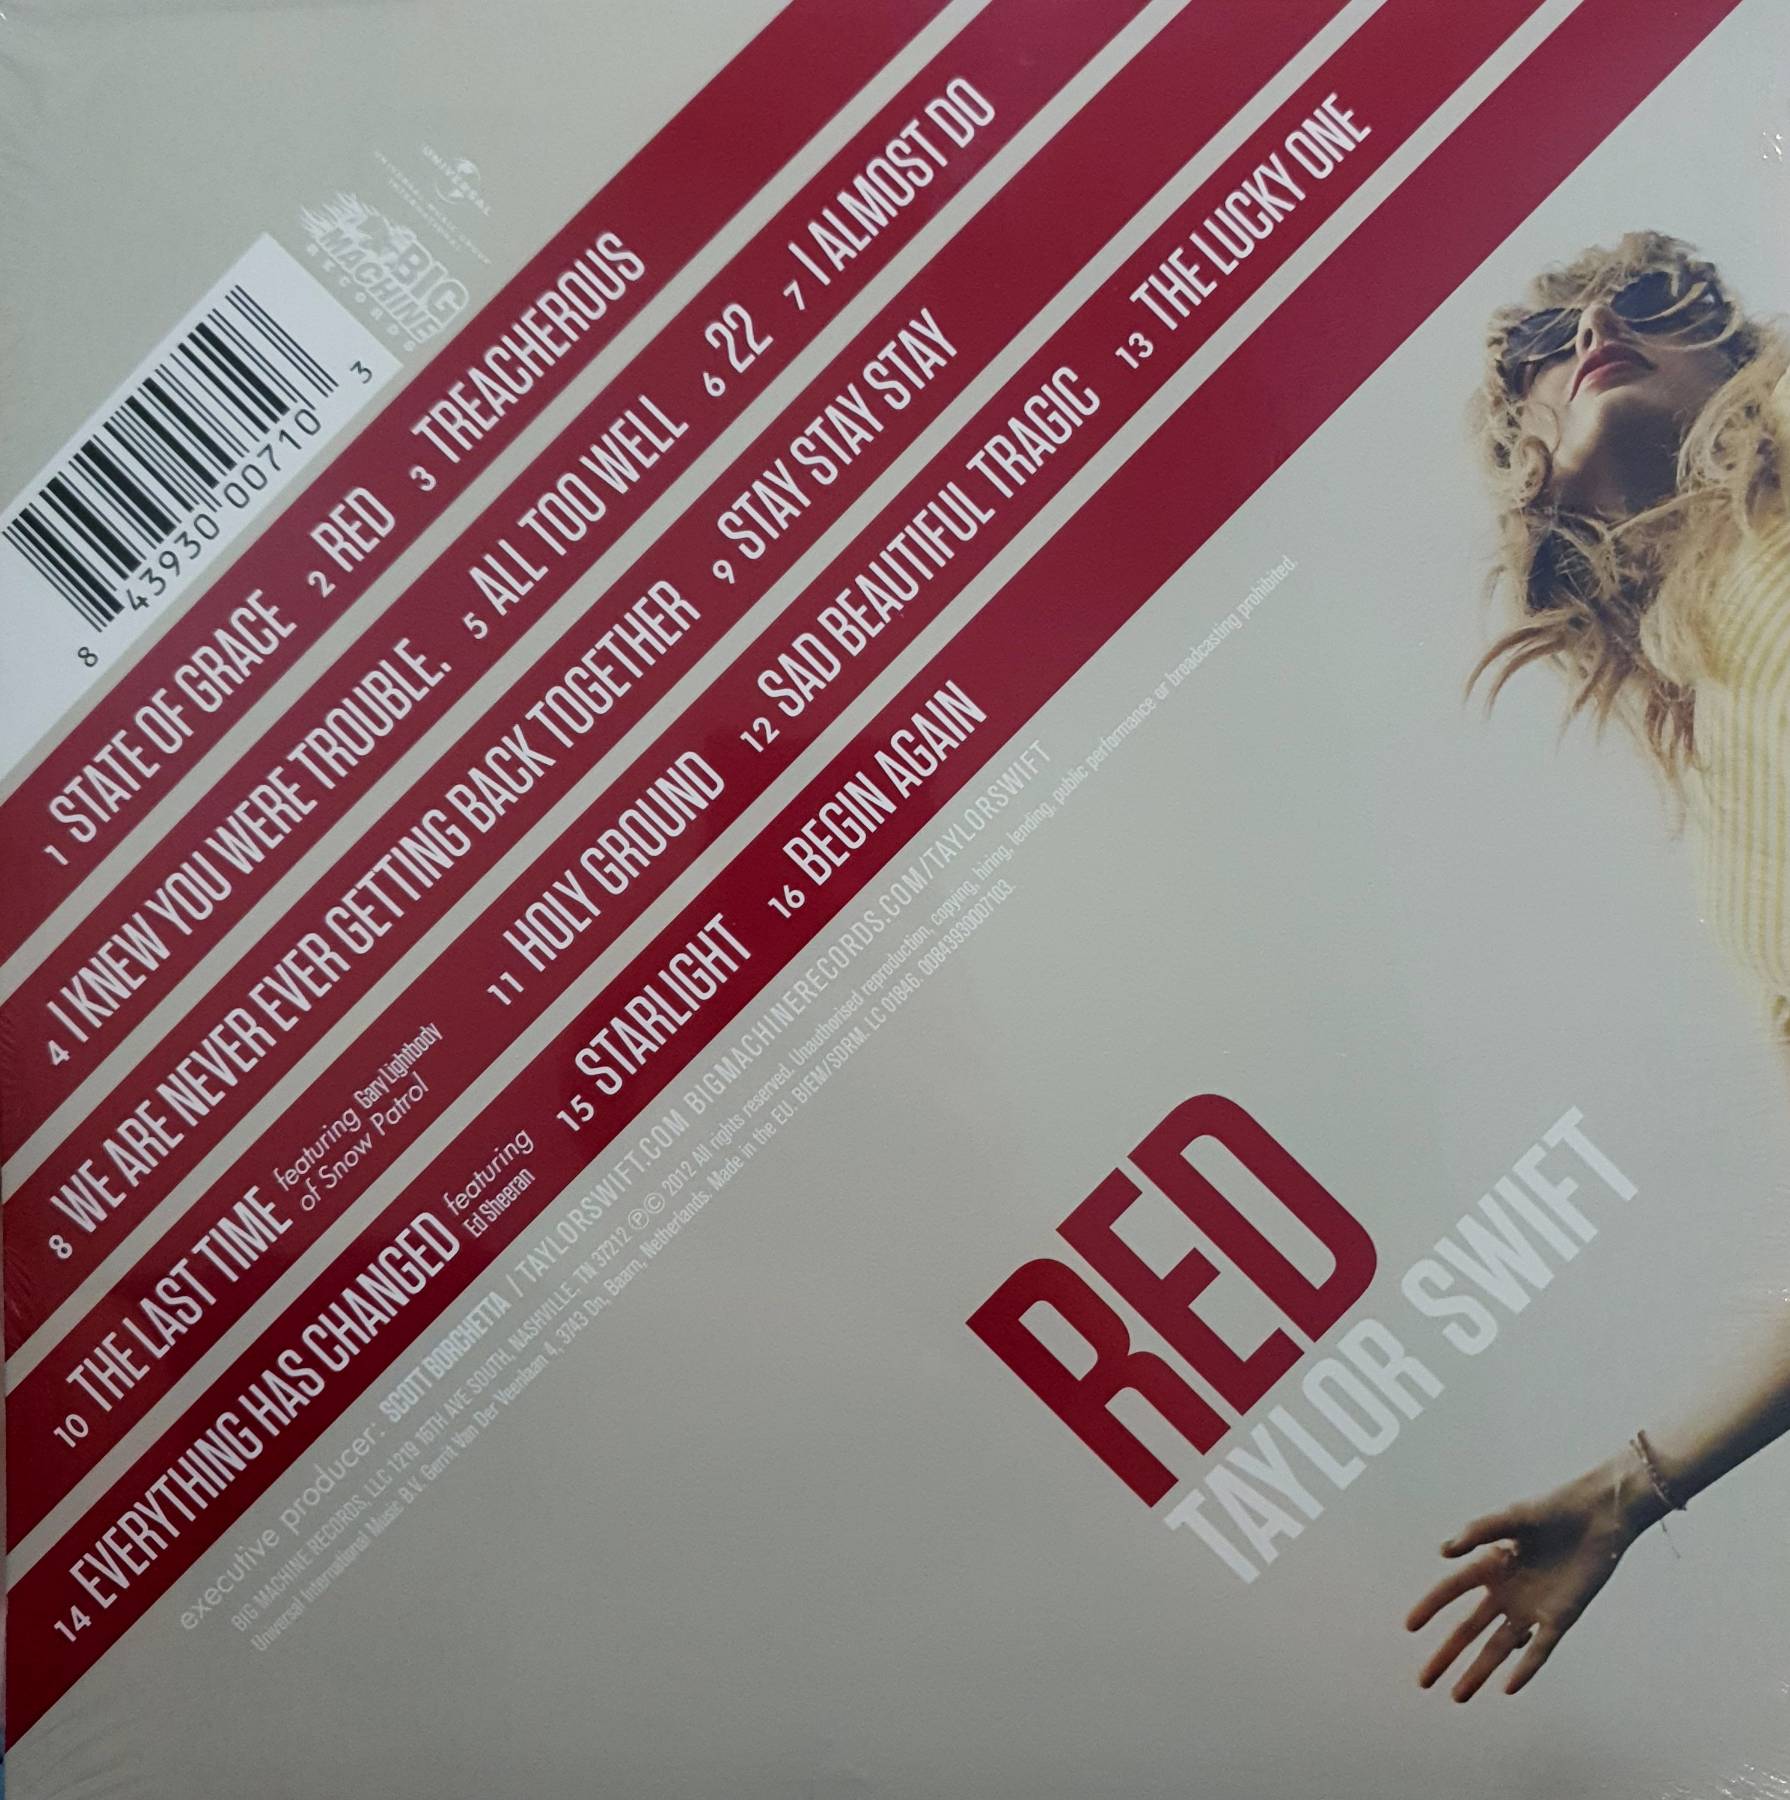 UNIVERSAL
UNIVERSAL MUSIC GROUP
INTERNATIONAL
BIG
MACHINE
RECORDS
8 43930 00710 3
1 STATE OF GRACE 2 RED 3 TREACHEROUS
4 I KNEW YOU WERE TROUBLE. 5 ALL TOO WELL 6 22 7 I ALMOST DO
8 WE ARE NEVER EVER GETTING BACK TOGETHER 9 STAY STAY STAY
10 THE LAST TIME featuring Gary Lightbody
of Snow Patrol
11 HOLY GROUND 12 SAD BEAUTIFUL TRAGIC 13 THE LUCKY ONE
14 EVERYTHING HAS CHANGED featuring
Ed Sheeran
15 STARLIGHT 16 BEGIN AGAIN
executive producer: SCOTT BORCHETTA / TAYLORSWIFT.COM BIGMACHINERECORDS.COM/TAYLORSWIFT
BIG MACHINE RECORDS, LLC 1219 16TH AVE SOUTH, NASHVILLE, TN 37212 ℗© 2012 All rights reserved. Unauthorised reproduction, copying, hiring, lending, public performance or broadcasting prohibited.
Universal International Music B.V. Gerrit Van Der Veenlaan 4, 3743 Dn, Baarn, Netherlands. Made in the EU. BIEM/SDRM. LC 01846. 00843930007103.
RED
TAYLOR SWIFT